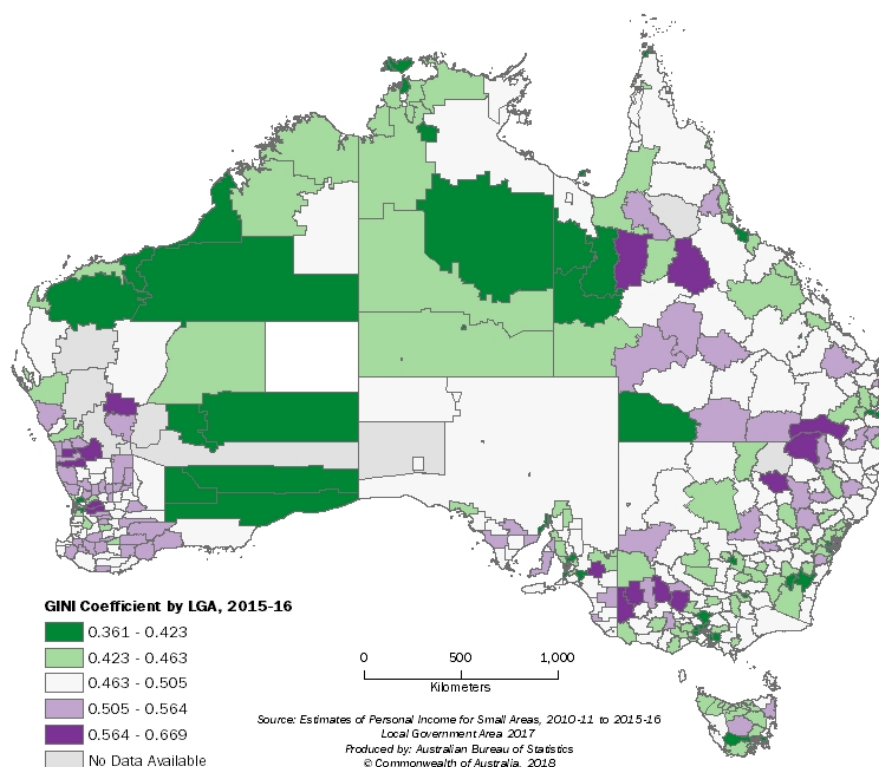 GINI Coefficient by LGA, 2015-16
0.361 - 0.423
0.423 - 0.463
0.463 - 0.505
0.505 - 0.564
0.564 - 0.669
No Data Available
0 500 1,000
Kilometers
Source: Estimates of Personal Income for Small Areas, 2010-11 to 2015-16
Local Government Area 2017
Produced by: Australian Bureau of Statistics
© Commonwealth of Australia, 2018